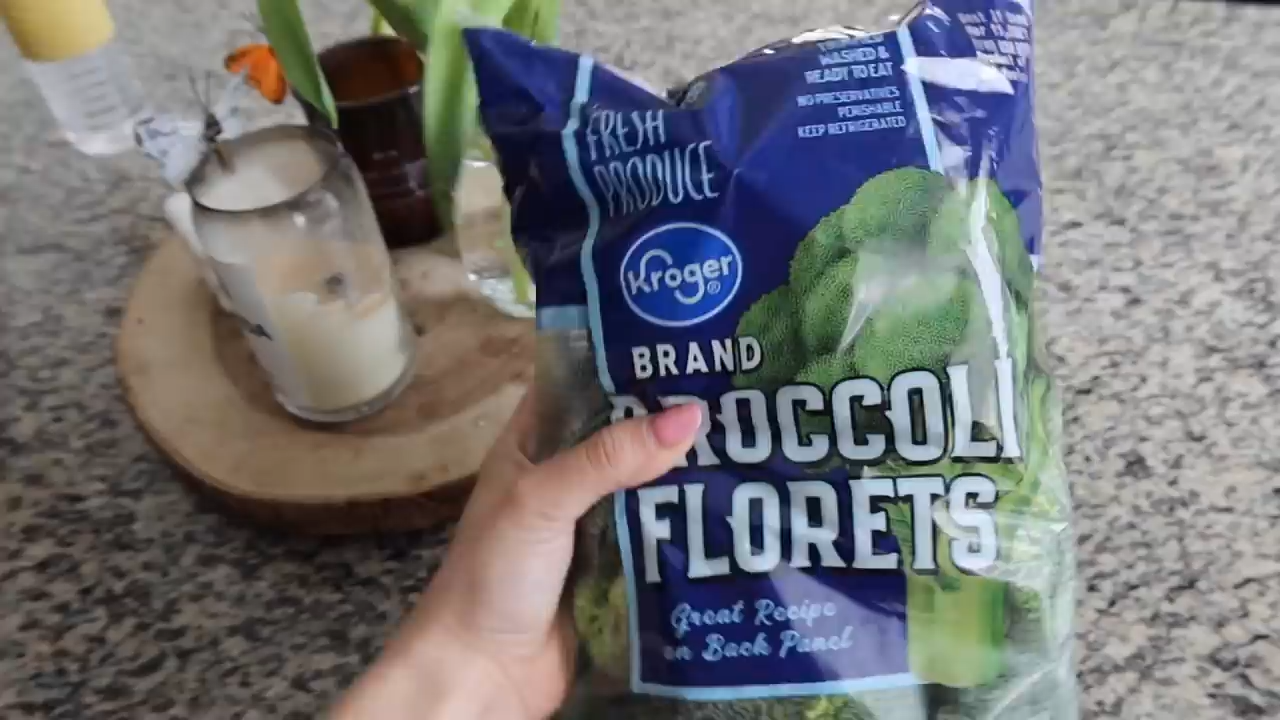 WASHED &
READY TO EAT
NO PRESERVATIVES
PERISHABLE
KEEP REFRIGERATED
FRESH
PRODUCE
Kroger®
BRAND
ROCCOLI
FLORETS
Great Recipe
on Back Panel